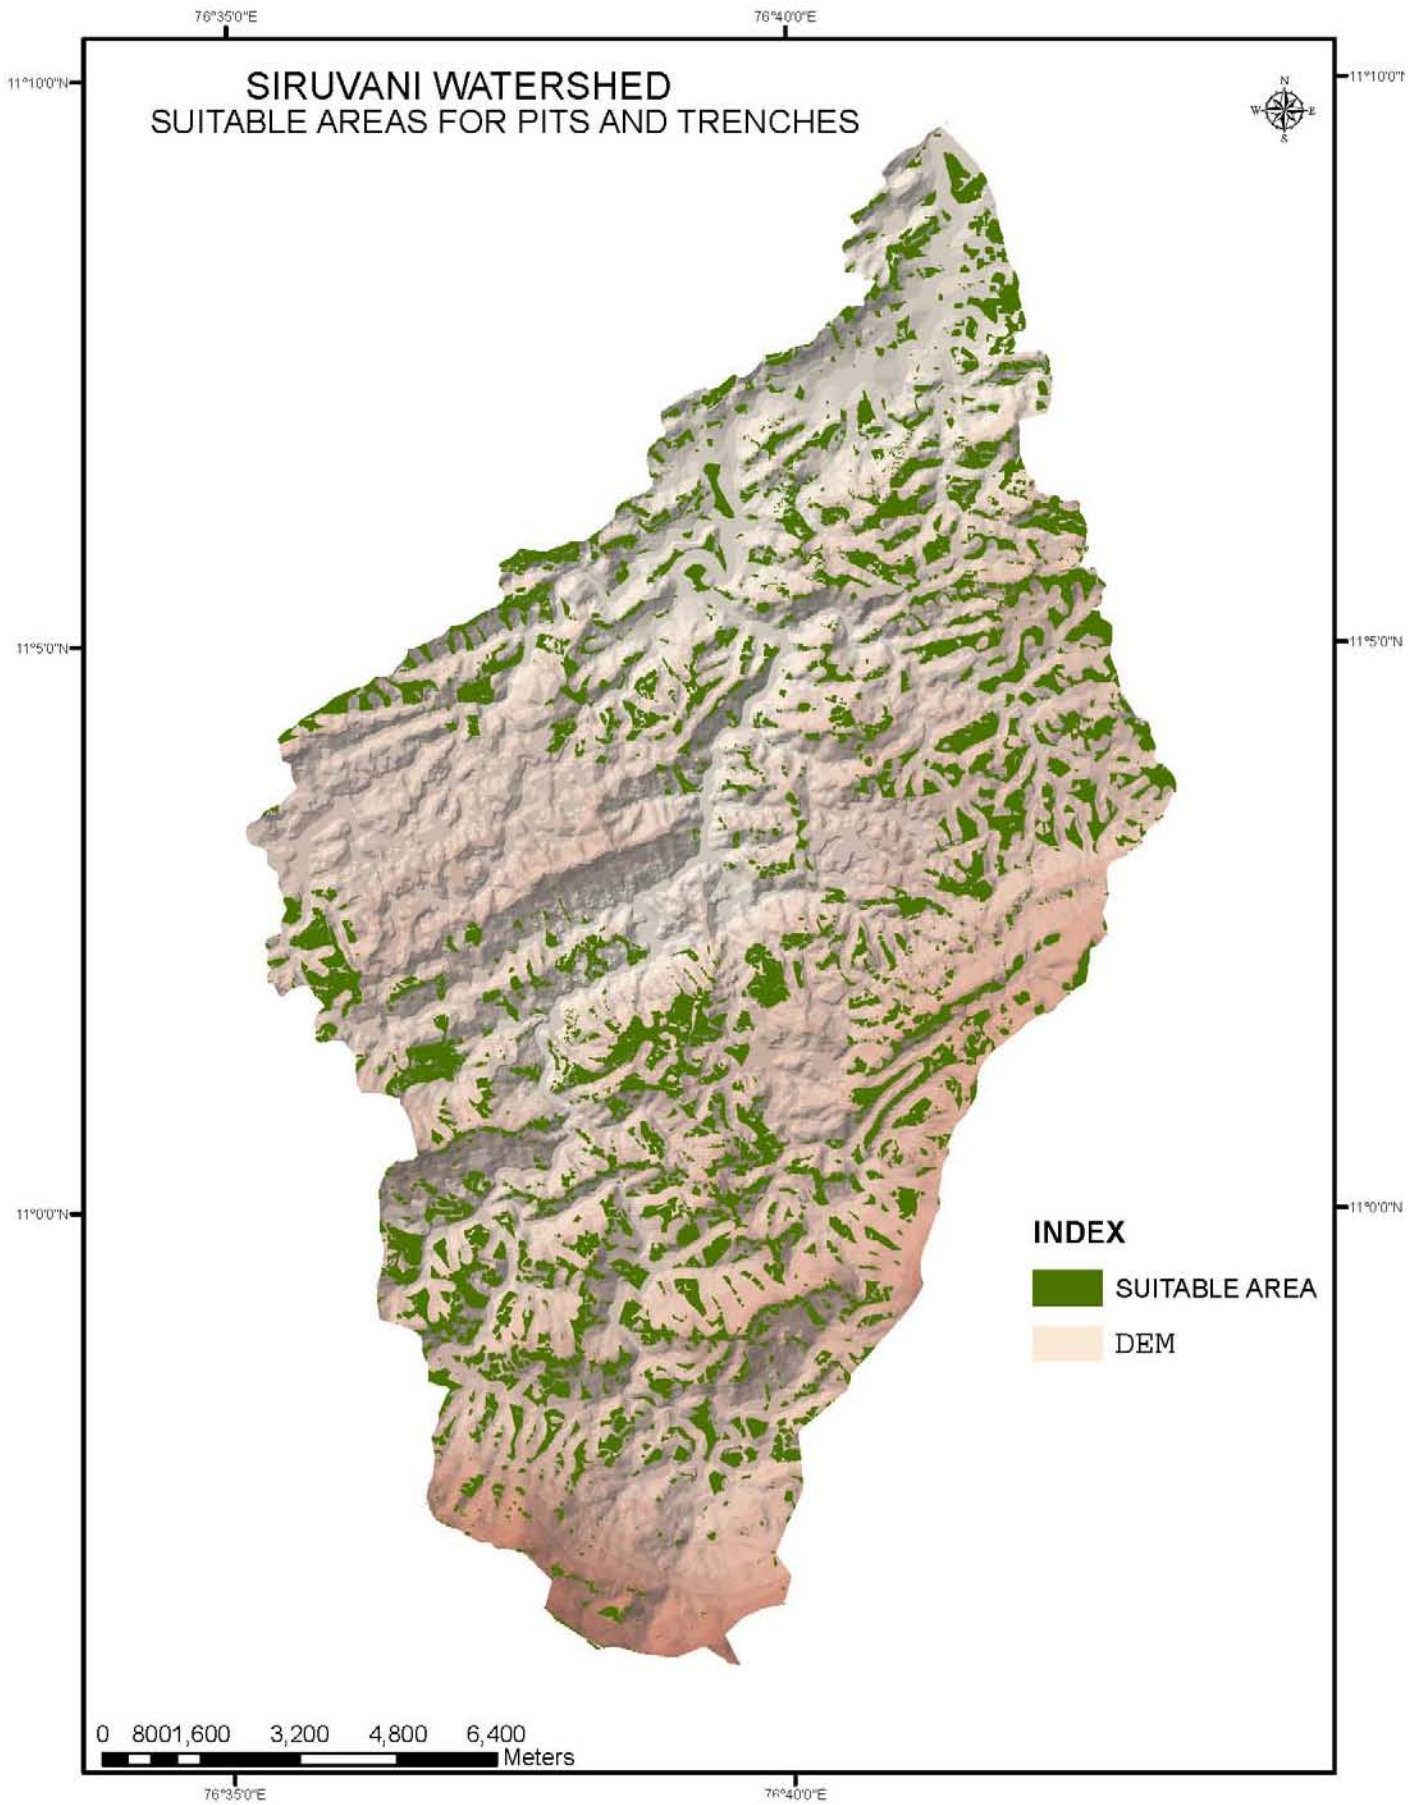 76°35'0"E 76°40'0"E
11°10'0"N 11°10'0"N
SIRUVANI WATERSHED
SUITABLE AREAS FOR PITS AND TRENCHES
N
W E
S
11°5'0"N 11°5'0"N
11°0'0"N 11°0'0"N
INDEX
SUITABLE AREA
DEM
0 8001,600 3,200 4,800 6,400
Meters
76°35'0"E 76°40'0"E